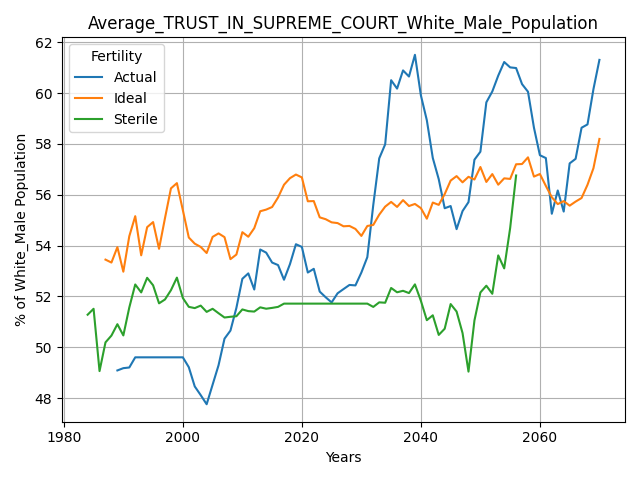 Average_TRUST_IN_SUPREME_COURT_White_Male_Population
Fertility
Actual
Ideal
Sterile
% of White_Male Population
62
60
58
56
54
52
50
48
1980
2000
2020
2040
2060
Years